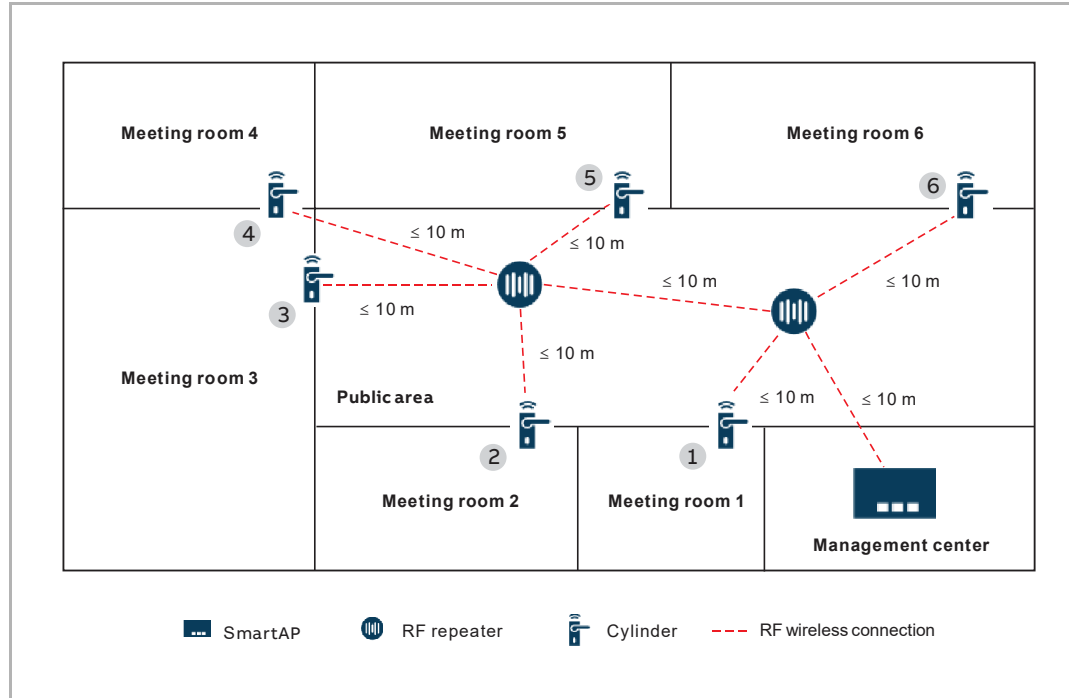 Meeting room 4
Meeting room 5
Meeting room 6
5
6
4
≤ 10 m
≤ 10 m
≤ 10 m
≤ 10 m
≤ 10 m
3
≤ 10 m
Meeting room 3
Public area
≤ 10 m
≤ 10 m
2
1
Meeting room 2
Meeting room 1
Management center
SmartAP
RF repeater
Cylinder
RF wireless connection